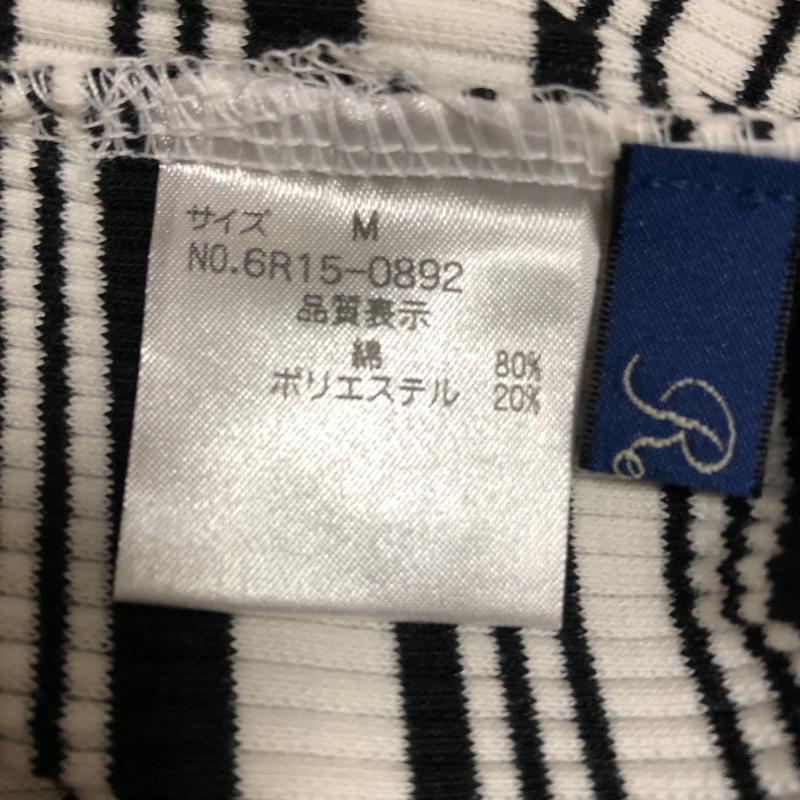 サイズ M
NO.6R15-0892
品質表示
綿 80%
ポリエステル 20%
Re